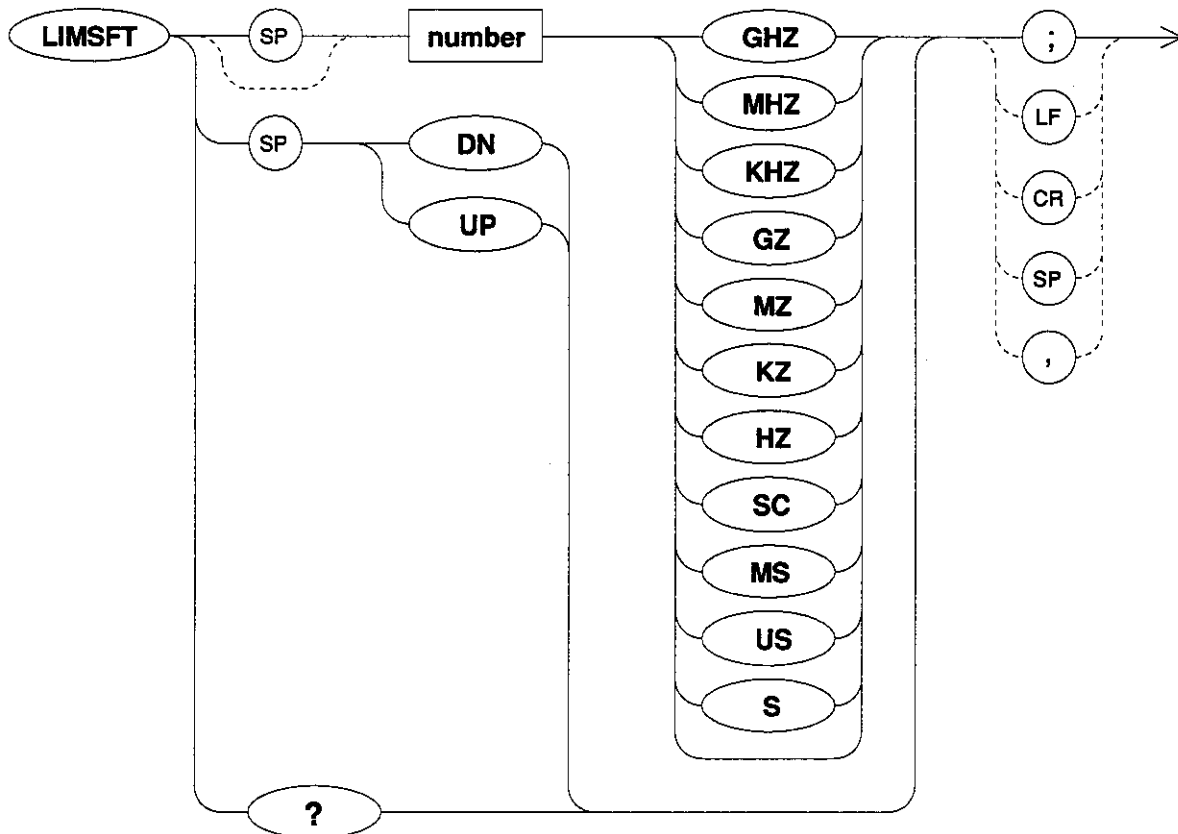 LIMSFT SP number GHZ ;
MHZ LF
SP DN KHZ CR
UP GZ SP
MZ ,
KZ
HZ
SC
MS
US
S
?